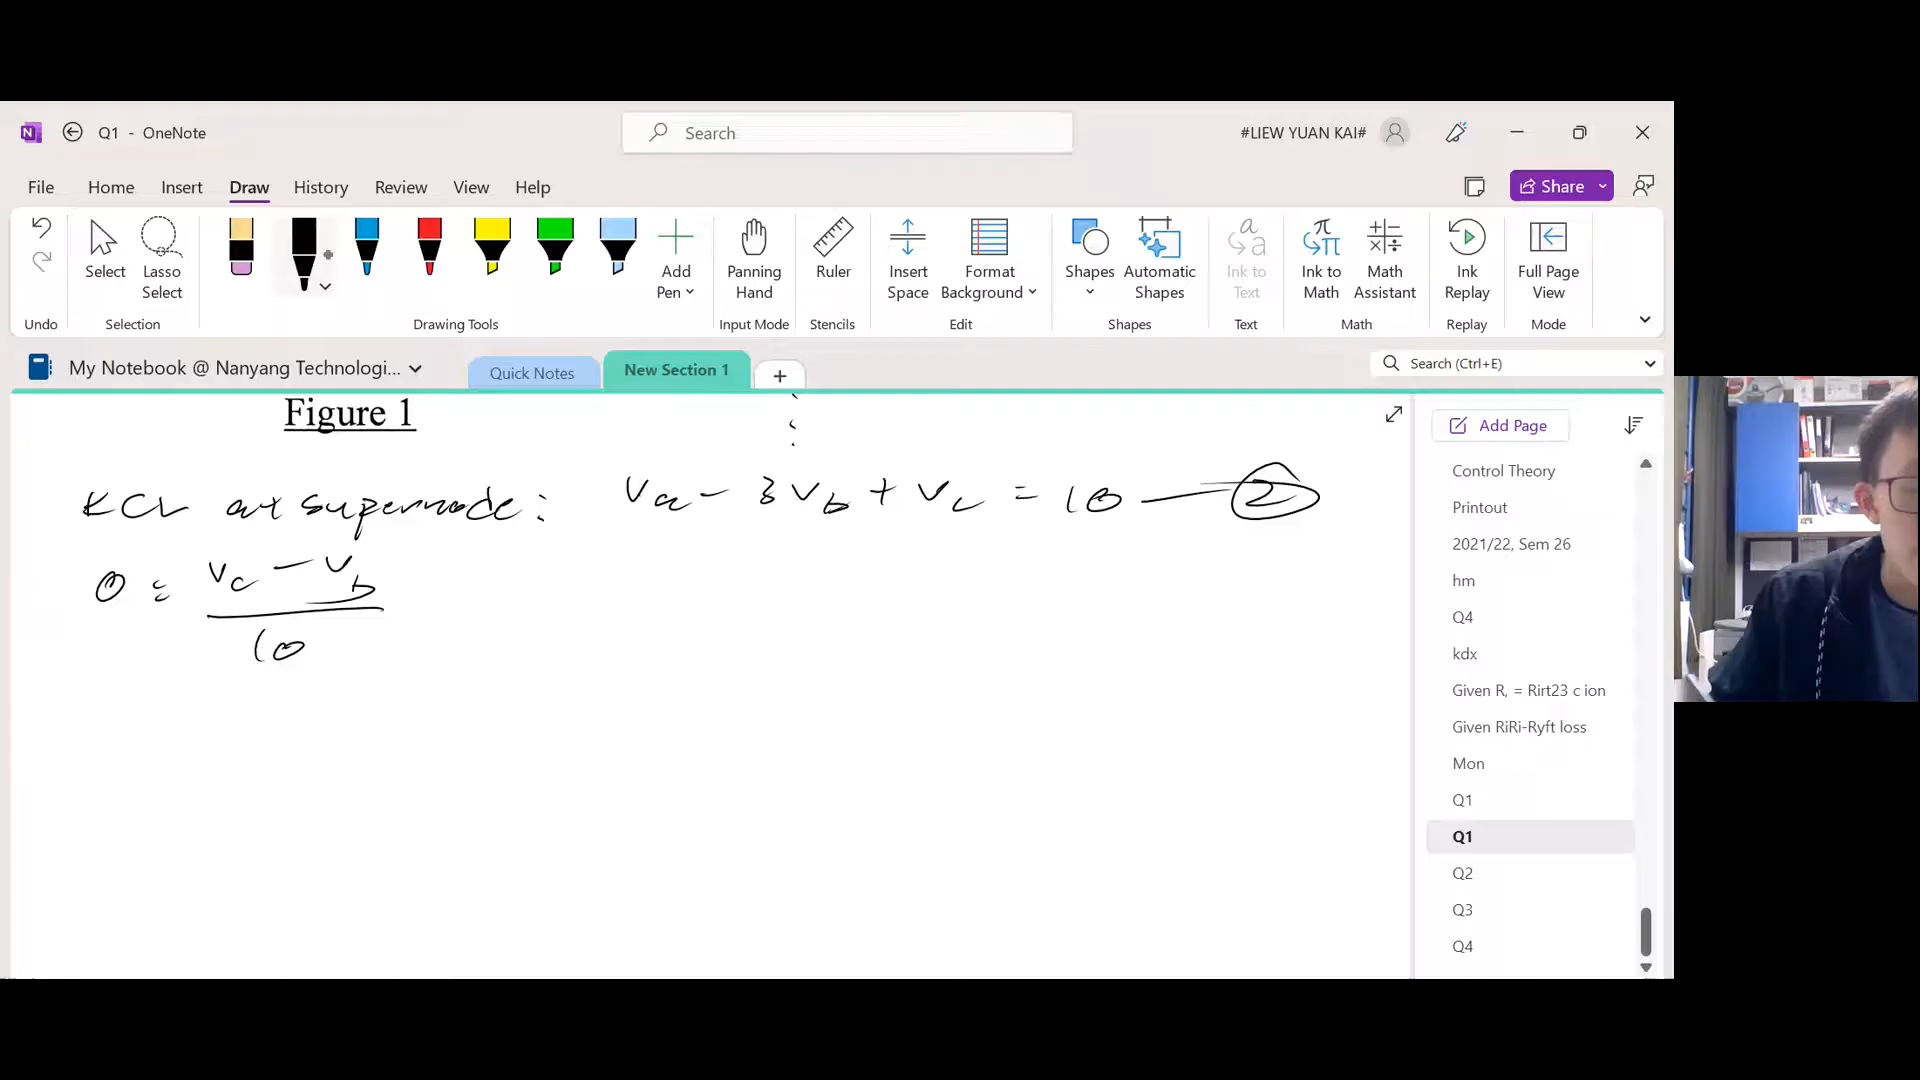 Q1 - OneNote
Search
#LIEW YUAN KAI#
File Home Insert Draw History Review View Help
Share
Undo
Select
Lasso Select
Selection
Drawing Tools
Add Pen
Panning Hand
Input Mode
Ruler
Stencils
Insert Space
Format Background
Edit
Shapes
Automatic Shapes
Shapes
Ink to Text
Text
Ink to Math
Math Assistant
Math
Ink Replay
Replay
Full Page View
Mode
My Notebook @ Nanyang Technologi...
Quick Notes
New Section 1
+
Search (Ctrl+E)
Figure 1
KCL at supernode: Va - 3Vb + Vc = 10 — 2
0 = (Vc - Vb)/10
Add Page
Control Theory
Printout
2021/22, Sem 26
hm
Q4
kdx
Given R, = Rirt23 c ion
Given RiRi-Ryft loss
Mon
Q1
Q1
Q2
Q3
Q4